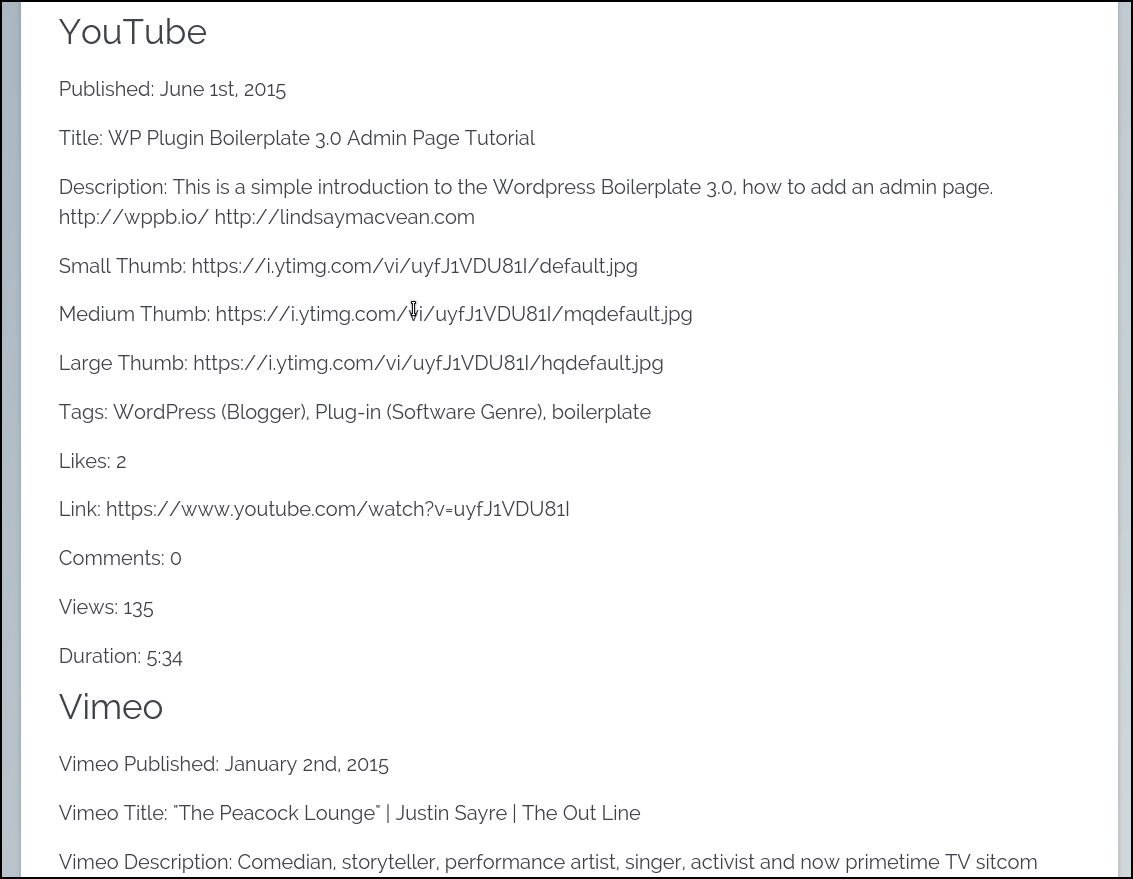 YouTube
Published: June 1st, 2015
Title: WP Plugin Boilerplate 3.0 Admin Page Tutorial
Description: This is a simple introduction to the Wordpress Boilerplate 3.0, how to add an admin page.
http://wppb.io/ http://lindsaymacvean.com
Small Thumb: https://i.ytimg.com/vi/uyfJ1VDU81I/default.jpg
Medium Thumb: https://i.ytimg.com/vi/uyfJ1VDU81I/mqdefault.jpg
Large Thumb: https://i.ytimg.com/vi/uyfJ1VDU81I/hqdefault.jpg
Tags: WordPress (Blogger), Plug-in (Software Genre), boilerplate
Likes: 2
Link: https://www.youtube.com/watch?v=uyfJ1VDU81I
Comments: 0
Views: 135
Duration: 5:34
Vimeo
Vimeo Published: January 2nd, 2015
Vimeo Title: "The Peacock Lounge" | Justin Sayre | The Out Line
Vimeo Description: Comedian, storyteller, performance artist, singer, activist and now primetime TV sitcom